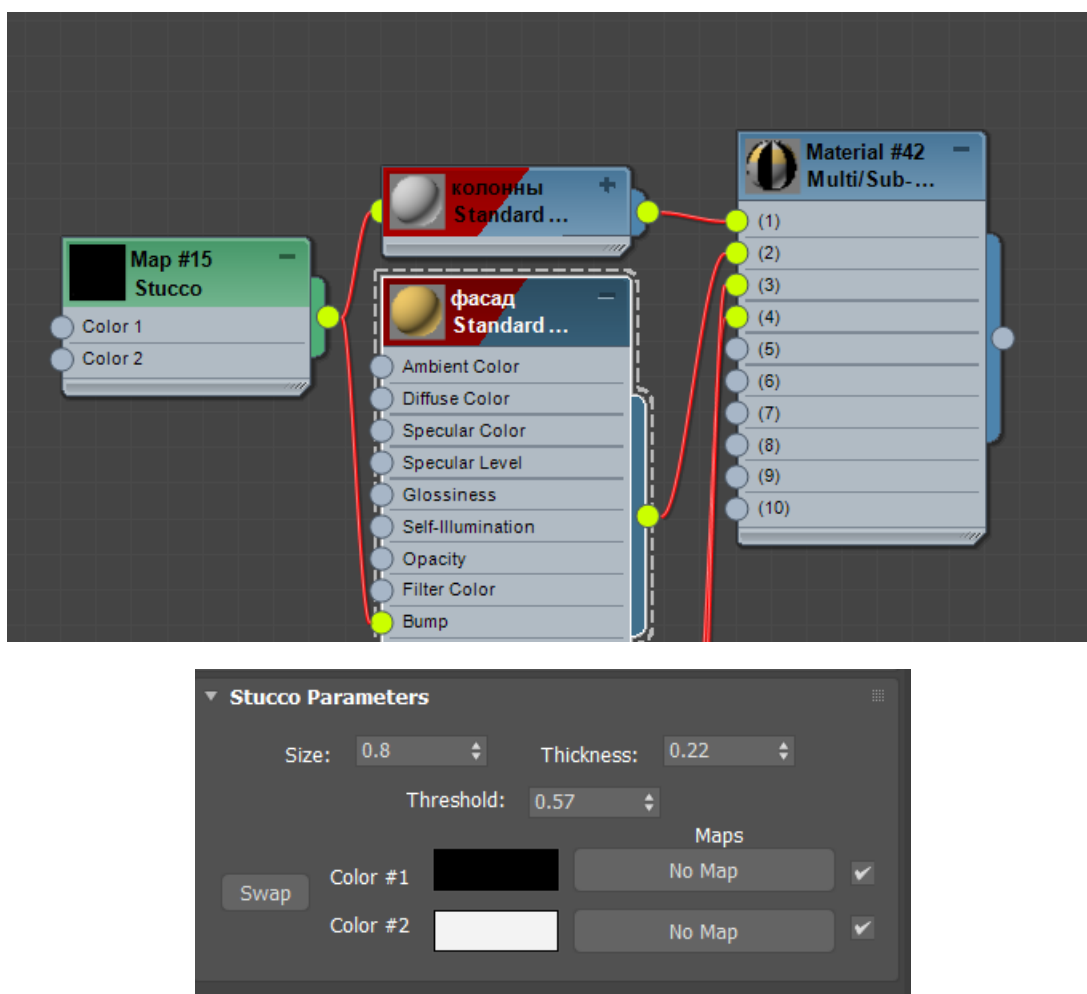 Map #15
Stucco
Color 1
Color 2
колонны
Standard ...
фасад
Standard ...
Ambient Color
Diffuse Color
Specular Color
Specular Level
Glossiness
Self-Illumination
Opacity
Filter Color
Bump
Material #42
Multi/Sub-...
(1)
(2)
(3)
(4)
(5)
(6)
(7)
(8)
(9)
(10)
Stucco Parameters
Size: 0.8 Thickness: 0.22
Threshold: 0.57
Maps
Swap
Color #1 No Map
Color #2 No Map